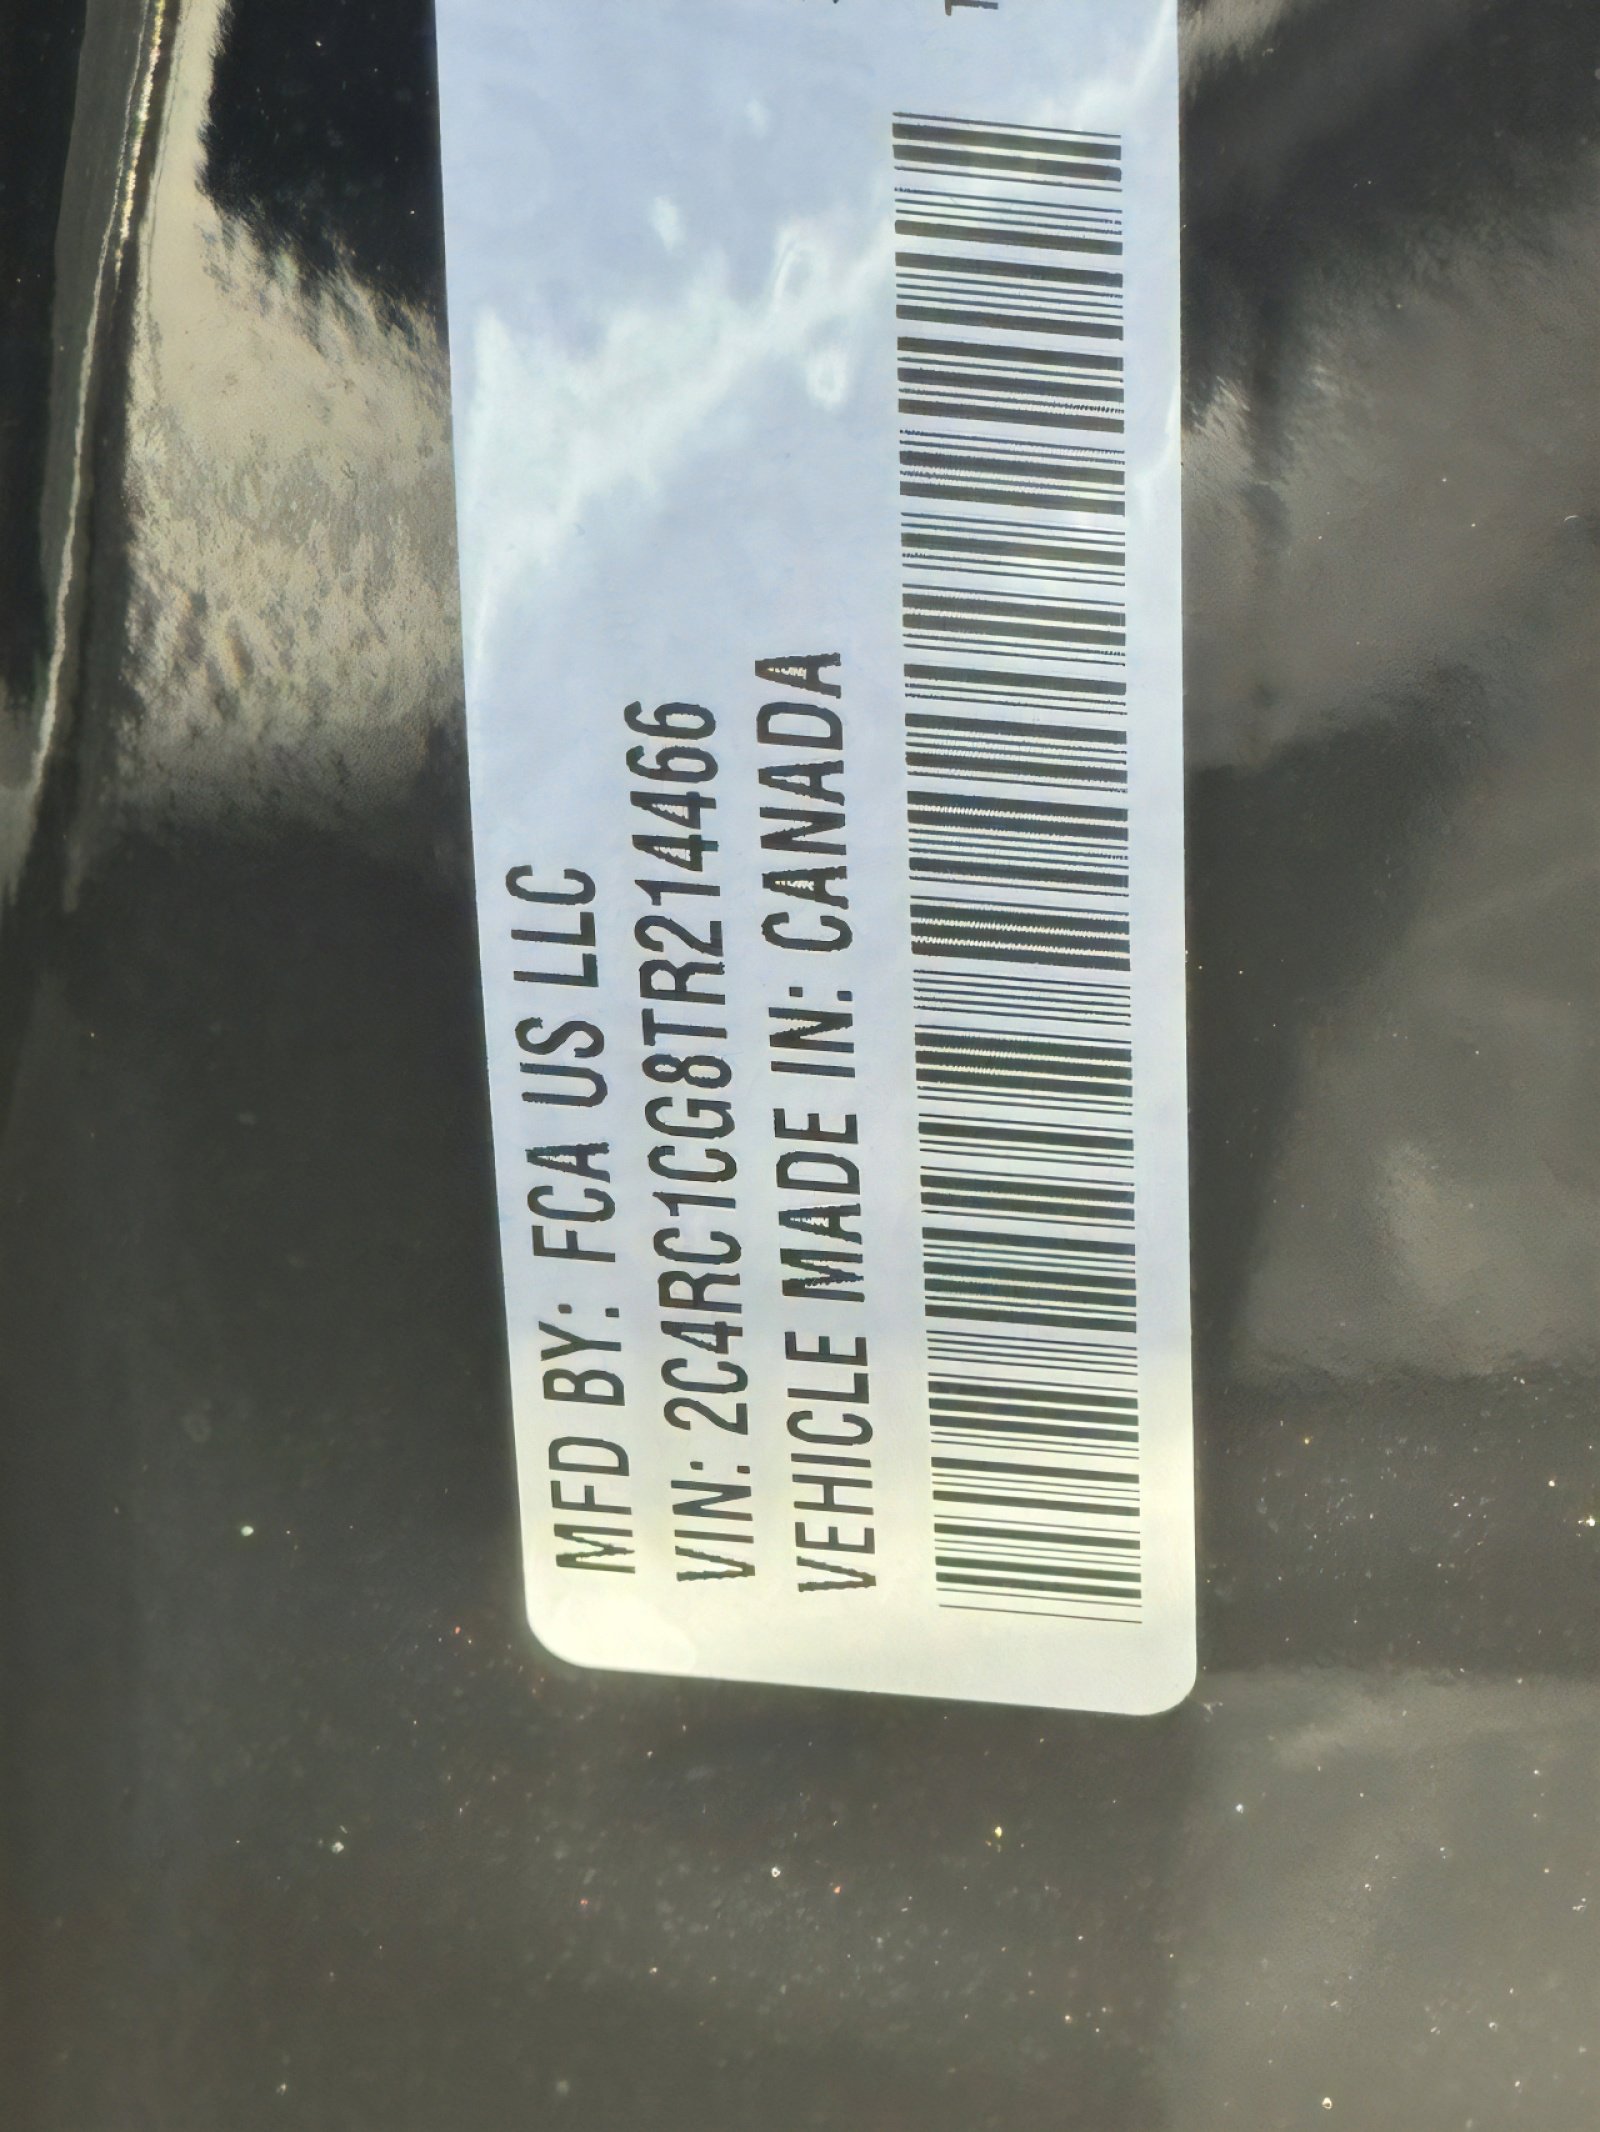 MFD BY: FCA US LLC
VIN: 2C4RC1CG8TR214466
VEHICLE MADE IN: CANADA